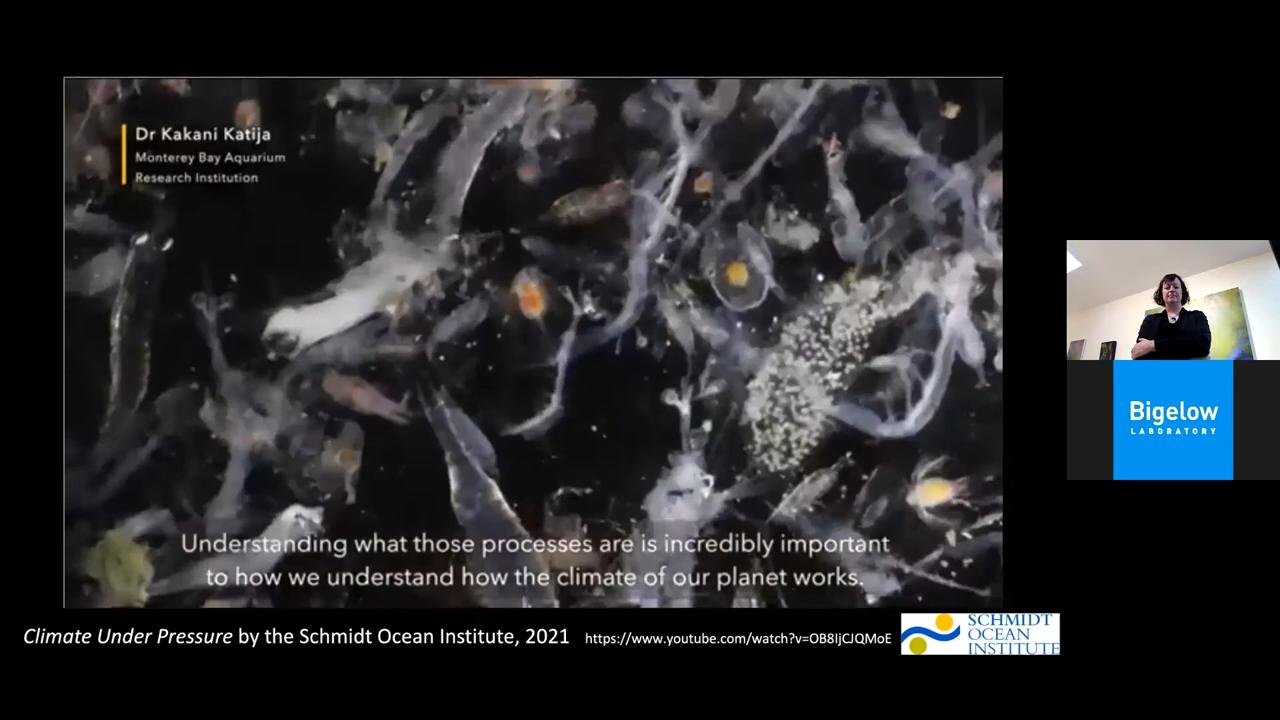 Dr Kakani Katija
Monterey Bay Aquarium
Research Institution
Understanding what those processes are is incredibly important
to how we understand how the climate of our planet works.
Climate Under Pressure by the Schmidt Ocean Institute, 2021 https://www.youtube.com/watch?v=OB8IjCJQMoE
SCHMIDT
OCEAN
INSTITUTE
Bigelow
LABORATORY